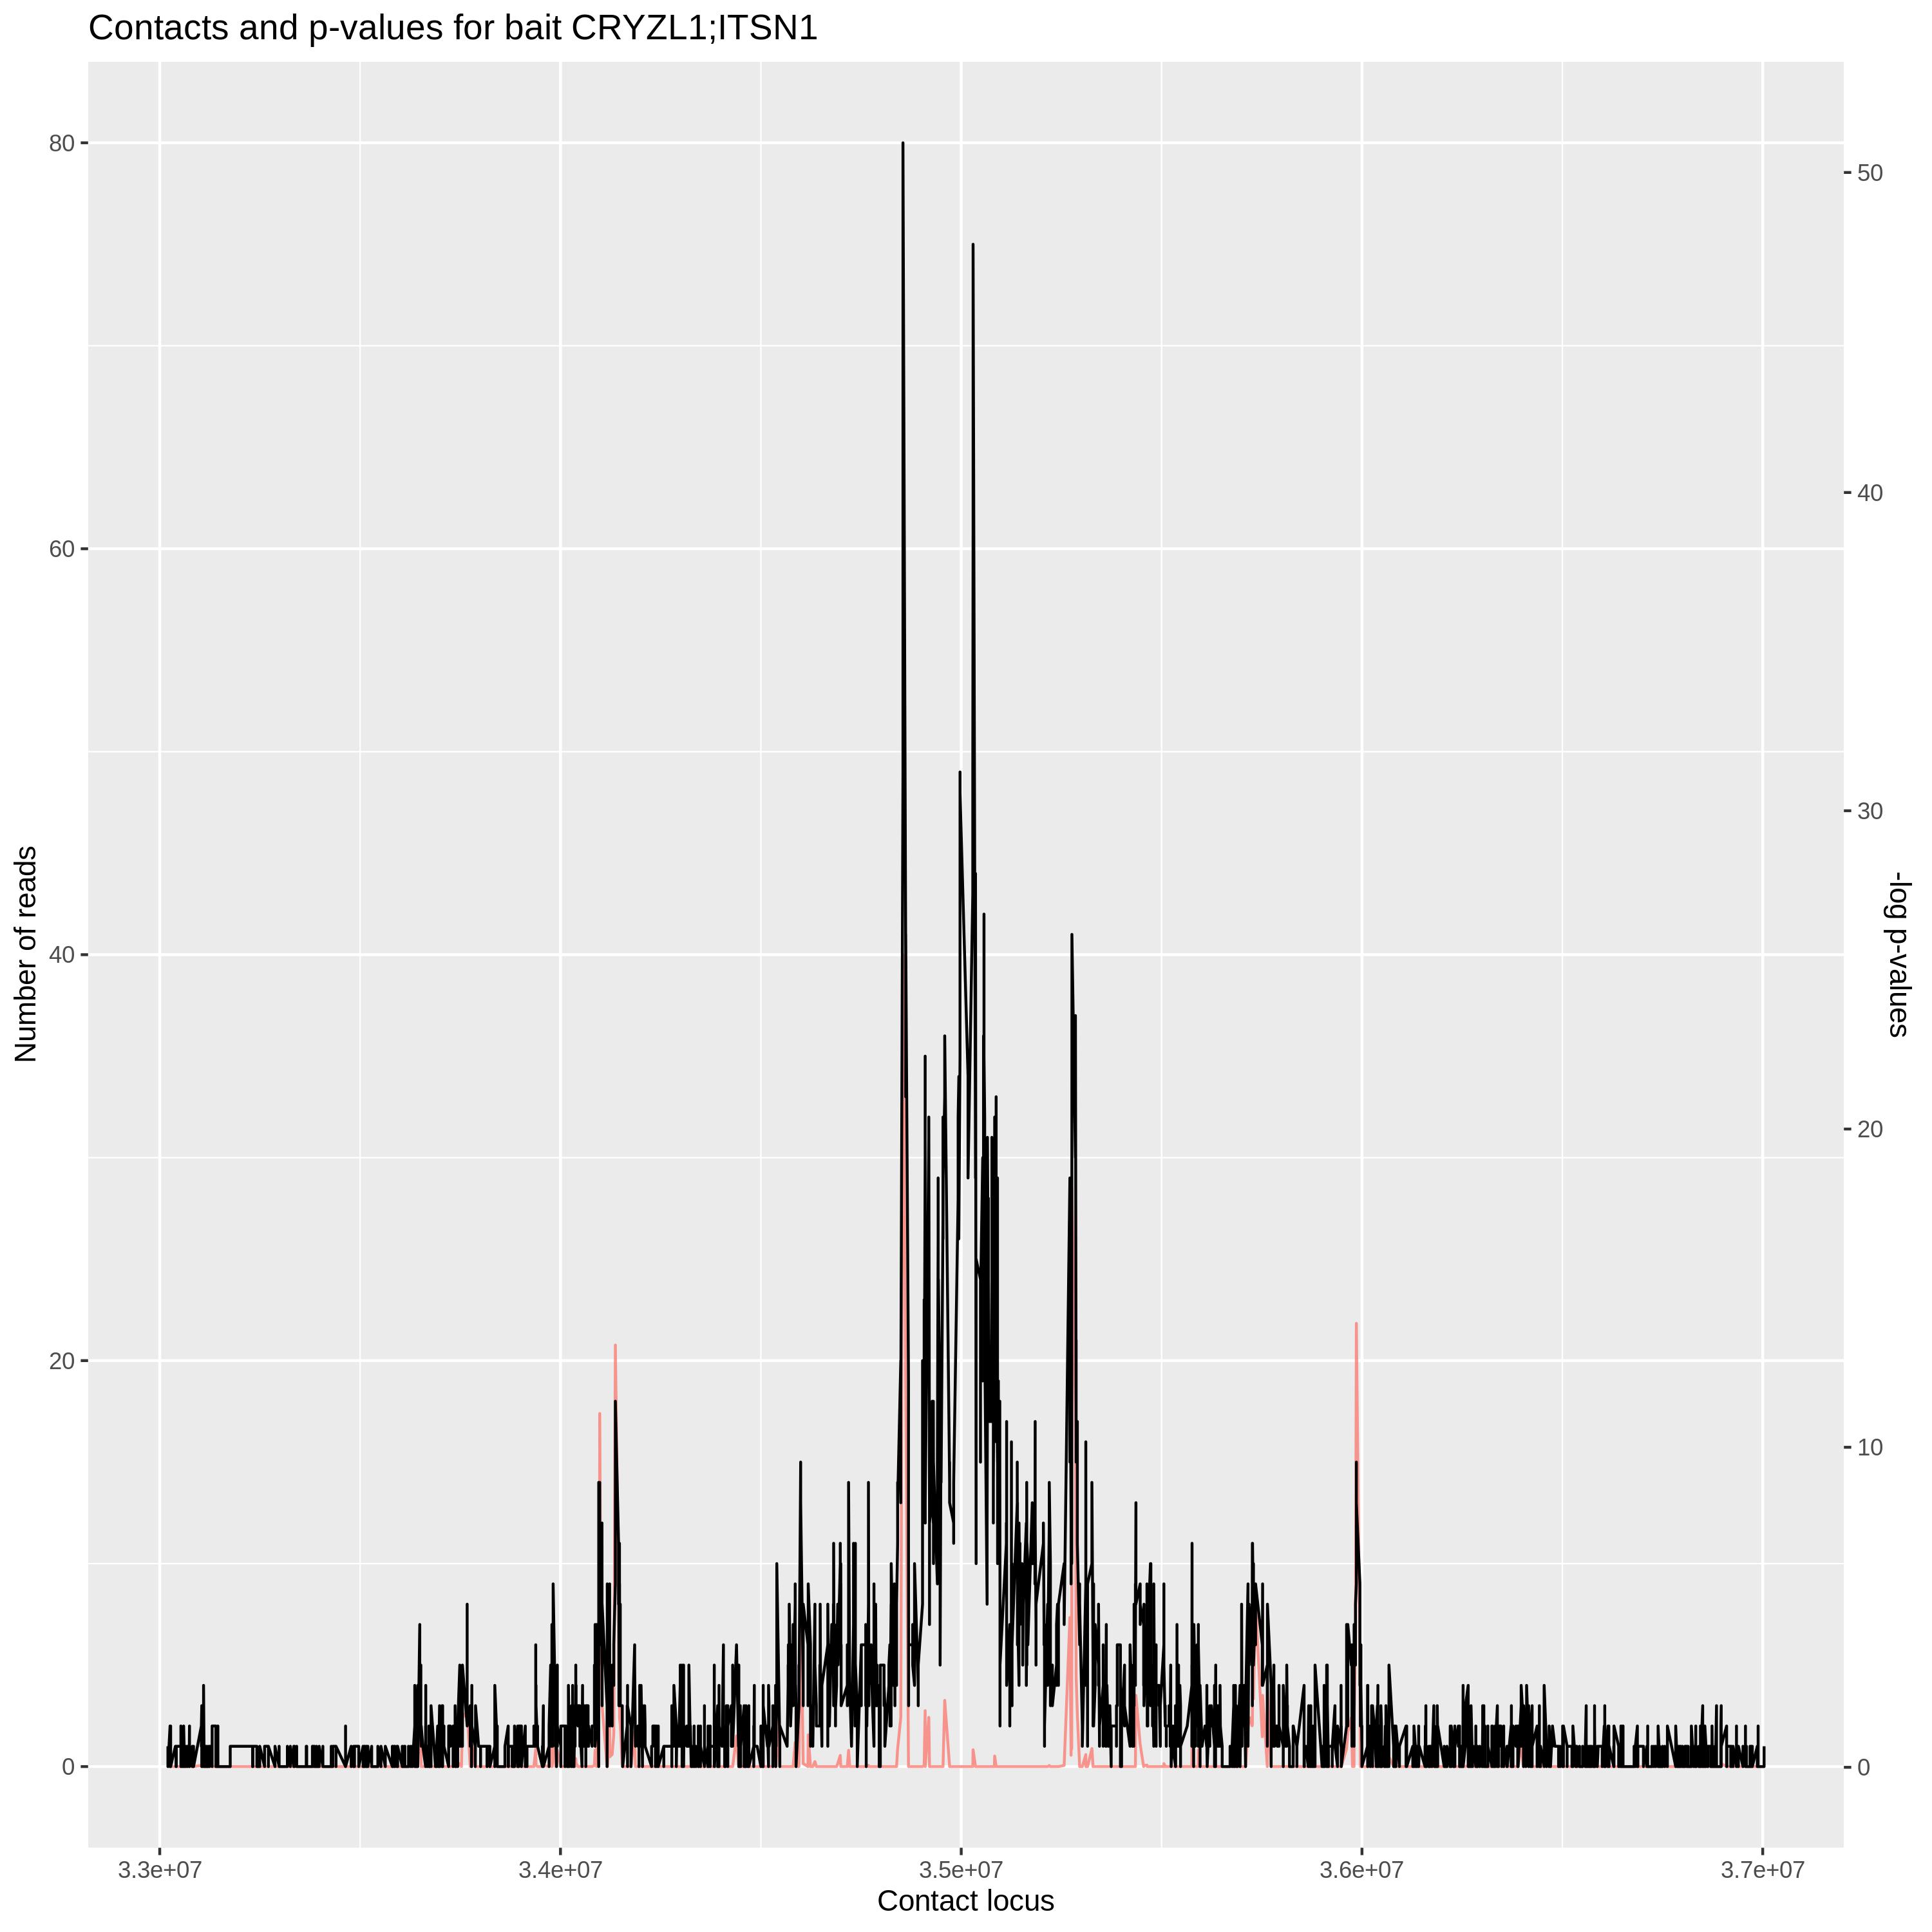 Contacts and p-values for bait CRYZL1;ITSN1
80
60
40
20
0
Number of reads
50
40
30
20
10
0
-log p-values
3.3e+07 3.4e+07 3.5e+07 3.6e+07 3.7e+07
Contact locus